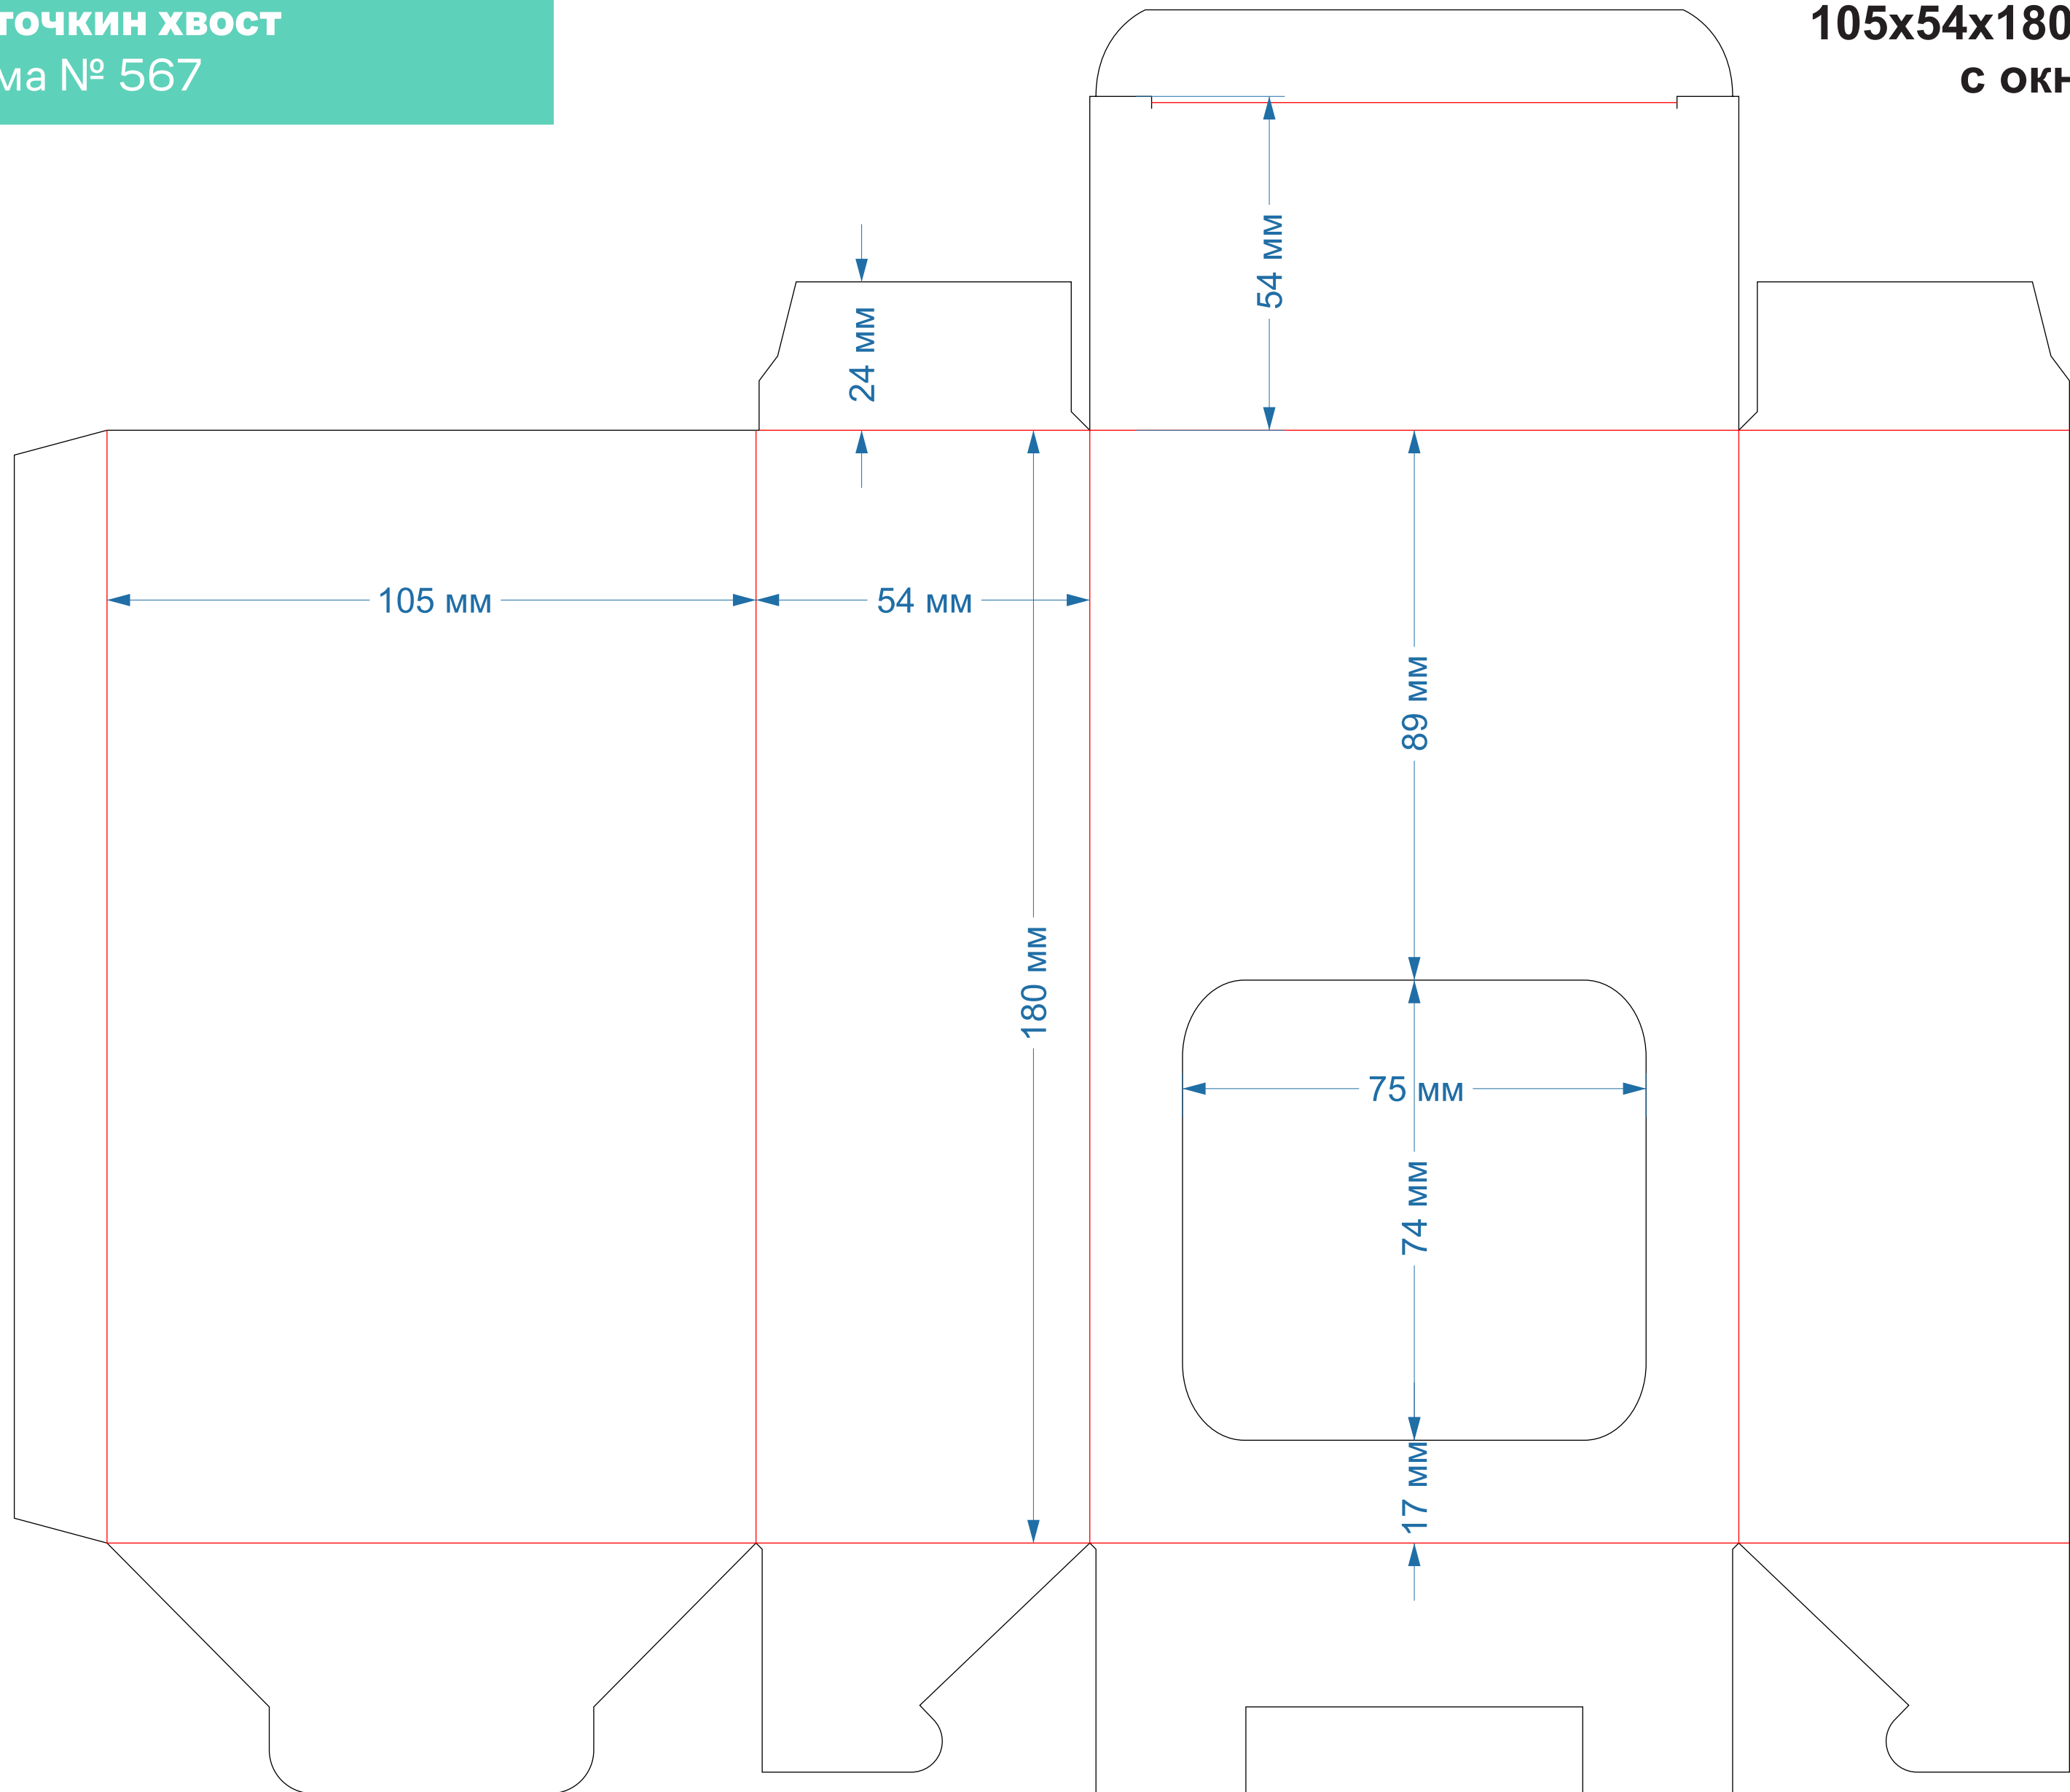 точкин хвост
ма № 567
105x54x180
с окн
54 мм
24 мм
105 мм
54 мм
89 мм
180 мм
75 мм
74 мм
17 мм